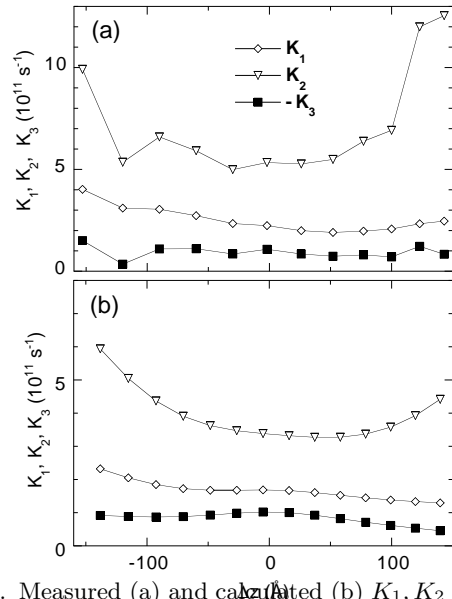 (a)
K1
K2
-K3
10
5
0
K1, K2, K3 (10^11 s^-1)
(b)
5
0
K1, K2, K3 (10^11 s^-1)
-100 0 100
Δz (Å)
. Measured (a) and calculated (b) K1, K2